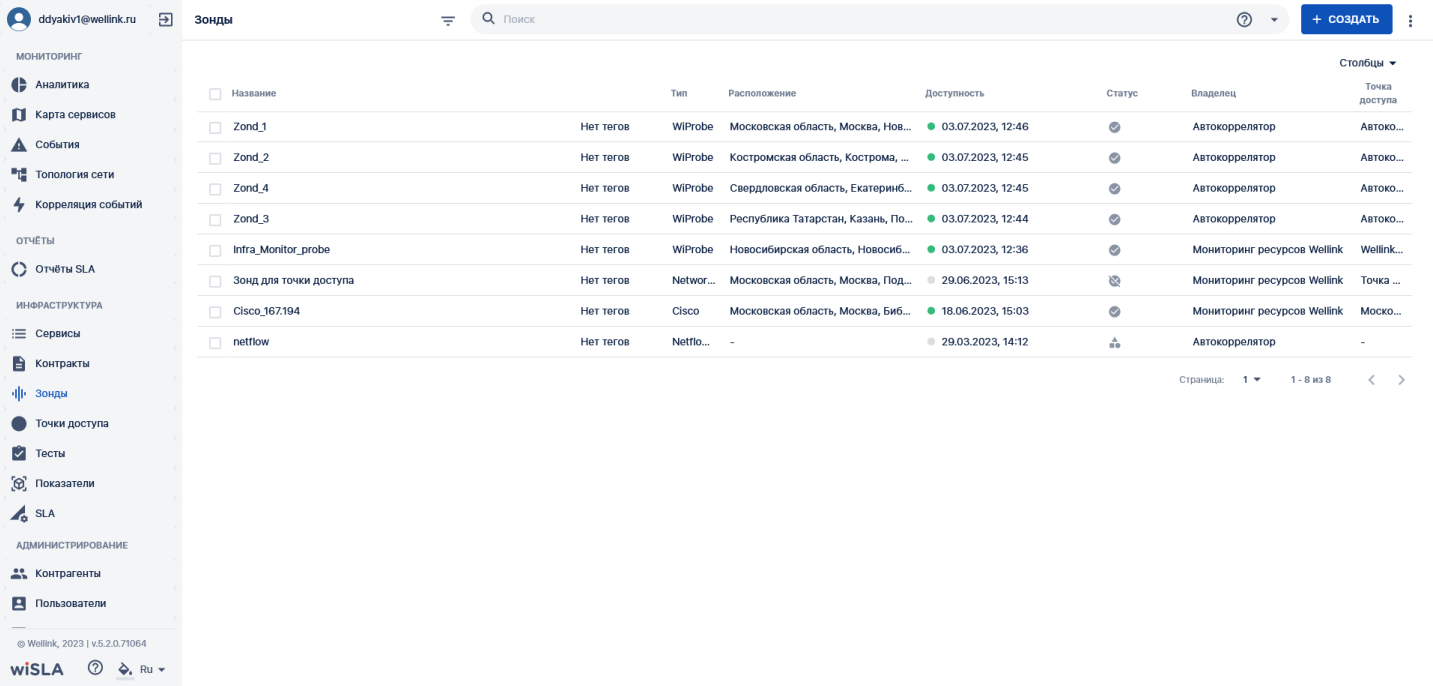 ddyakiv1@wellink.ru
МОНИТОРИНГ
Аналитика
Карта сервисов
События
Топология сети
Корреляция событий
ОТЧЁТЫ
Отчёты SLA
ИНФРАСТРУКТУРА
Сервисы
Контракты
Зонды
Точки доступа
Тесты
Показатели
SLA
АДМИНИСТРИРОВАНИЕ
Контрагенты
Пользователи
© Wellink, 2023 | v.5.2.0.71064
wiSLA Ru
Зонды Поиск + СОЗДАТЬ
Столбцы
Название Тип Расположение Доступность Статус Владелец Точка доступа
Zond_1 Нет тегов WiProbe Московская область, Москва, Нов... 03.07.2023, 12:46 Автокоррелятор Автоко...
Zond_2 Нет тегов WiProbe Костромская область, Кострома, ... 03.07.2023, 12:45 Автокоррелятор Автоко...
Zond_4 Нет тегов WiProbe Свердловская область, Екатеринб... 03.07.2023, 12:45 Автокоррелятор Автоко...
Zond_3 Нет тегов WiProbe Республика Татарстан, Казань, По... 03.07.2023, 12:44 Автокоррелятор Автоко...
Infra_Monitor_probe Нет тегов WiProbe Новосибирская область, Новосиб... 03.07.2023, 12:36 Мониторинг ресурсов Wellink Wellink...
Зонд для точки доступа Нет тегов Networ... Московская область, Москва, Под... 29.06.2023, 15:13 Мониторинг ресурсов Wellink Точка ...
Cisco_167.194 Нет тегов Cisco Московская область, Москва, Биб... 18.06.2023, 15:03 Мониторинг ресурсов Wellink Моско...
netflow Нет тегов Netflo... - 29.03.2023, 14:12 Автокоррелятор -
Страница: 1 1 - 8 из 8